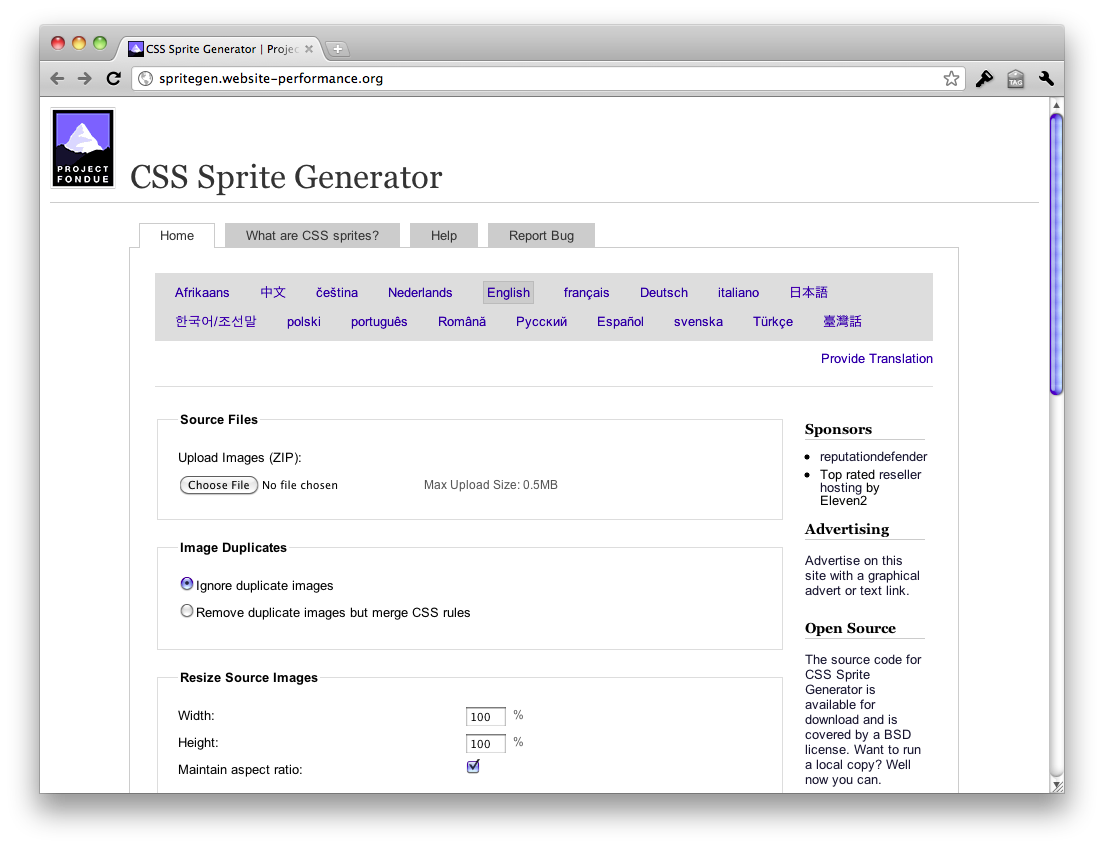 CSS Sprite Generator | Projec
spritegen.website-performance.org
TAG
PROJECT
FONDUE
CSS Sprite Generator
Home What are CSS sprites? Help Report Bug
Afrikaans 中文 čeština Nederlands English français Deutsch italiano 日本語
한국어/조선말 polski português Română Русский Español svenska Türkçe 臺灣話
Provide Translation
Source Files
Upload Images (ZIP):
Choose File No file chosen Max Upload Size: 0.5MB
Image Duplicates
Ignore duplicate images
Remove duplicate images but merge CSS rules
Resize Source Images
Width: 100 %
Height: 100 %
Maintain aspect ratio:
Sponsors
reputationdefender
Top rated reseller
hosting by
Eleven2
Advertising
Advertise on this
site with a graphical
advert or text link.
Open Source
The source code for
CSS Sprite
Generator is
available for
download and is
covered by a BSD
license. Want to run
a local copy? Well
now you can.